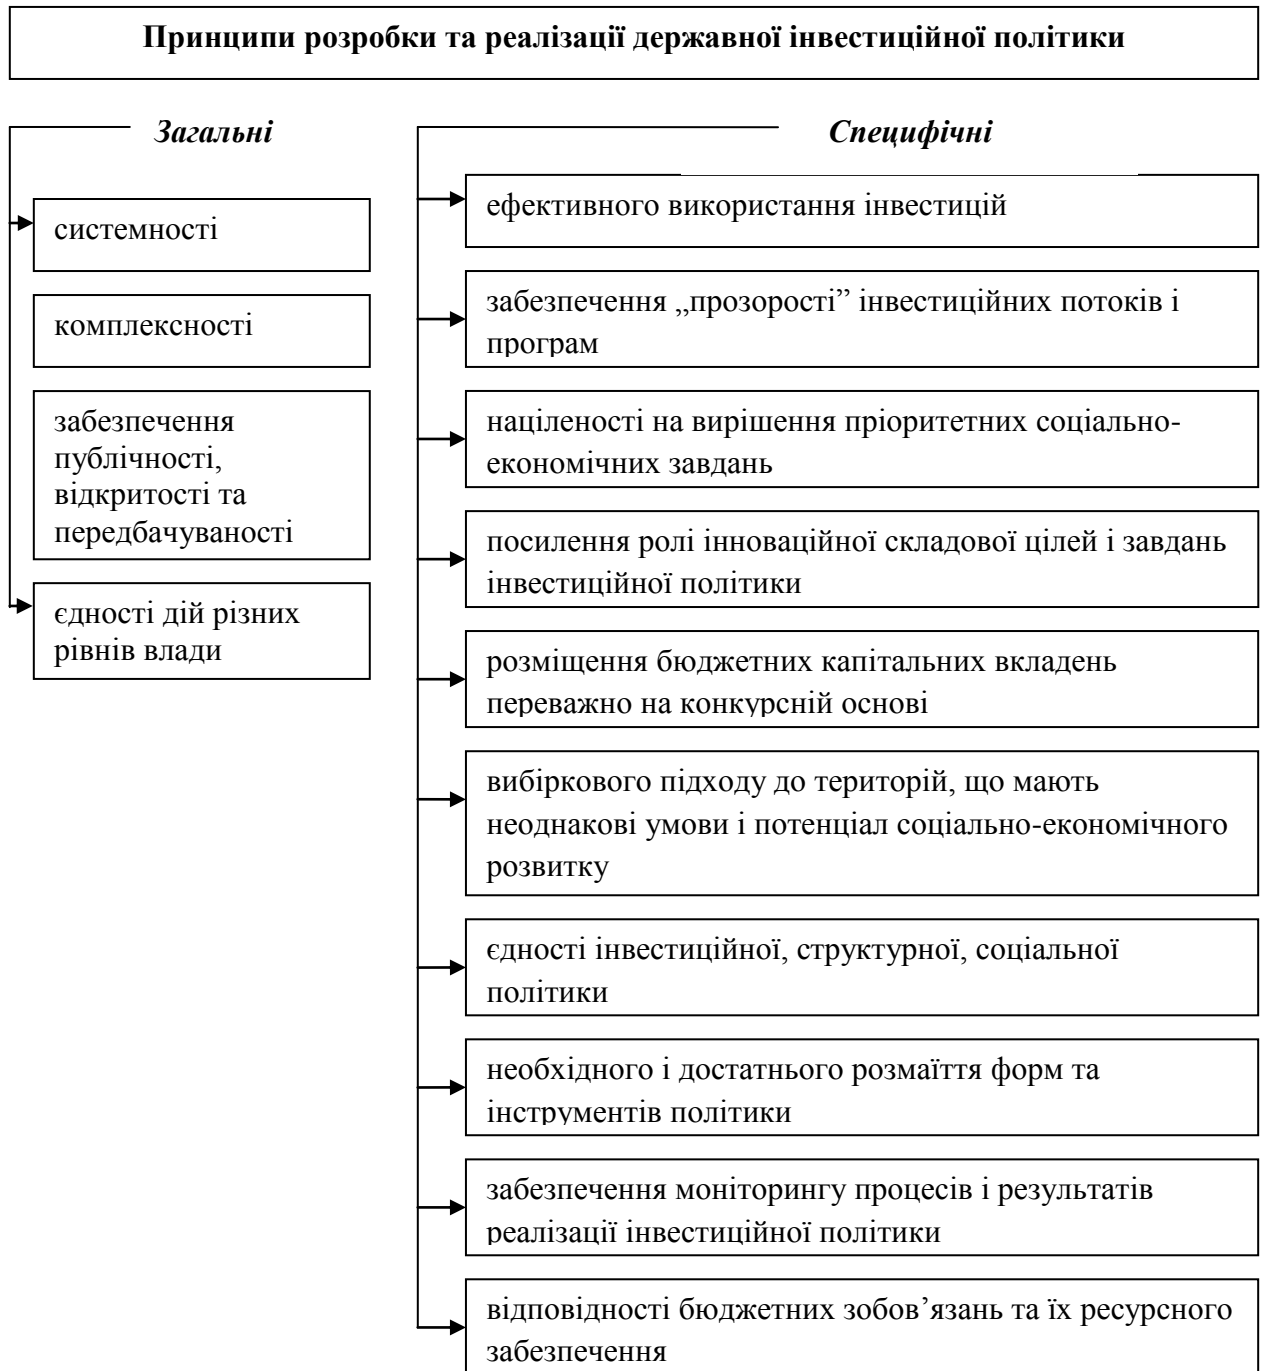 Принципи розробки та реалізації державної інвестиційної політики
Загальні
системності
комплексності
забезпечення
публічності,
відкритості та
передбачуваності
єдності дій різних
рівнів влади
Специфічні
ефективного використання інвестицій
забезпечення „прозорості” інвестиційних потоків і
програм
націленості на вирішення пріоритетних соціально-
економічних завдань
посилення ролі інноваційної складової цілей і завдань
інвестиційної політики
розміщення бюджетних капітальних вкладень
переважно на конкурсній основі
вибіркового підходу до територій, що мають
неоднакові умови і потенціал соціально-економічного
розвитку
єдності інвестиційної, структурної, соціальної
політики
необхідного і достатнього розмаїття форм та
інструментів політики
забезпечення моніторингу процесів і результатів
реалізації інвестиційної політики
відповідності бюджетних зобов’язань та їх ресурсного
забезпечення